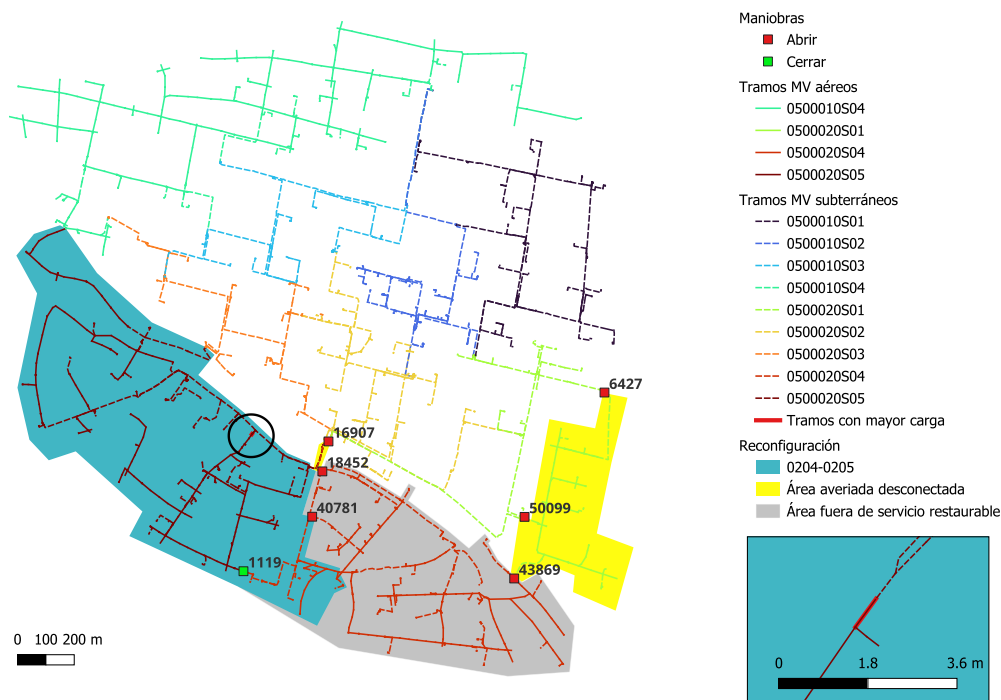 Maniobras
Abrir
Cerrar
Tramos MV aéreos
0500010S04
0500020S01
0500020S04
0500020S05
Tramos MV subterráneos
0500010S01
0500010S02
0500010S03
0500010S04
0500020S01
0500020S02
0500020S03
0500020S04
0500020S05
Tramos con mayor carga
Reconfiguración
0204-0205
Área averiada desconectada
Área fuera de servicio restaurable
6427
16907
18452
40781
50099
1119
43869
0 100 200 m
0 1.8 3.6 m